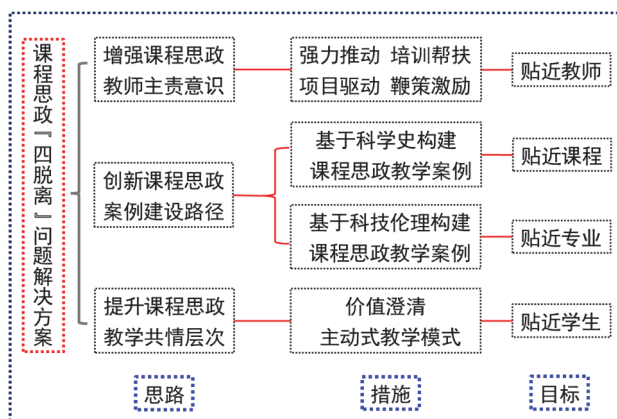 课程思政『四脱离』问题解决方案
增强课程思政
教师主责意识
强力推动 培训帮扶
项目驱动 鞭策激励
贴近教师
创新课程思政
案例建设路径
基于科学史构建
课程思政教学案例
贴近课程
基于科技伦理构建
课程思政教学案例
贴近专业
提升课程思政
教学共情层次
价值澄清
主动式教学模式
贴近学生
思路
措施
目标